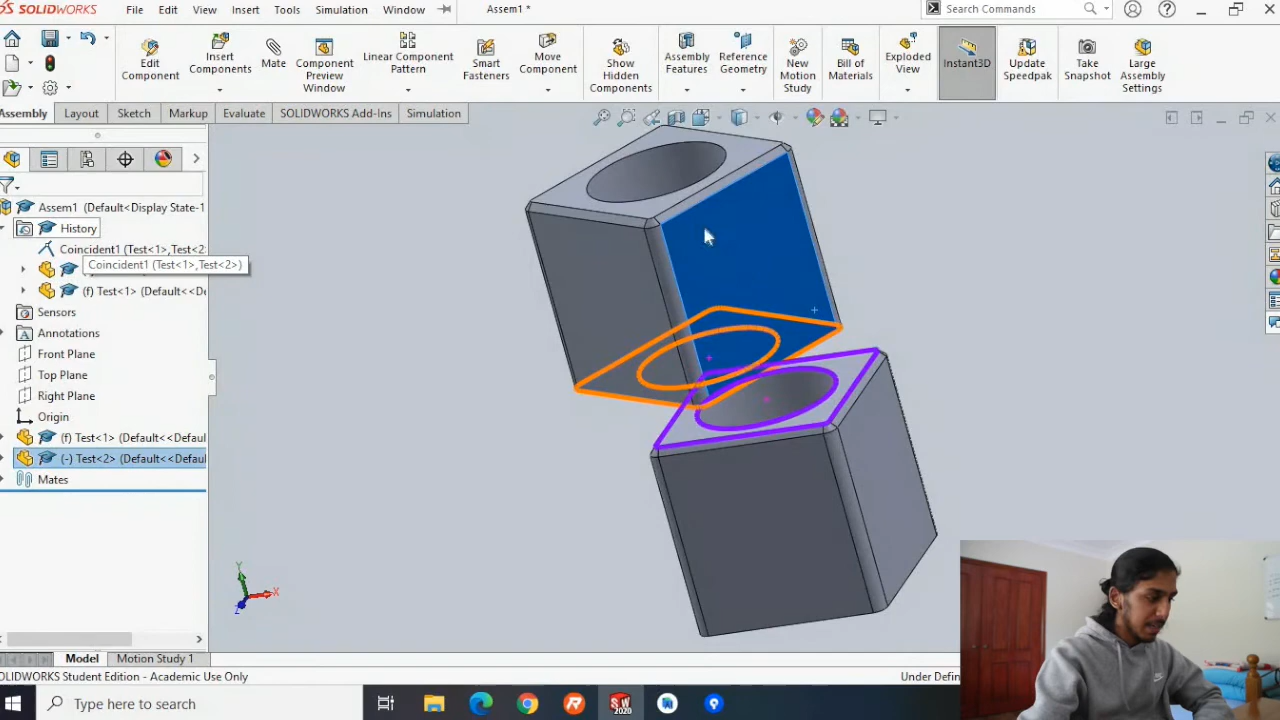 SOLIDWORKS File Edit View Insert Tools Simulation Window Assem1 * Search Commands
Edit Component
Insert Components
Mate
Component Preview Window
Linear Component Pattern
Smart Fasteners
Move Component
Show Hidden Components
Assembly Features
Reference Geometry
New Motion Study
Bill of Materials
Exploded View
Instant3D
Update Speedpak
Take Snapshot
Large Assembly Settings
Assembly Layout Sketch Markup Evaluate SOLIDWORKS Add-Ins Simulation
Assem1 (Default<Display State-1
History
Coincident1 (Test<1>,Test<2>
Coincident1 (Test<1>,Test<2>)
(f) Test<1> (Default<<De
Sensors
Annotations
Front Plane
Top Plane
Right Plane
Origin
(f) Test<1> (Default<<Defaul
(-) Test<2> (Default<<Defaul
Mates
Y
X
Z
Model Motion Study 1
SOLIDWORKS Student Edition - Academic Use Only Under Defin
Type here to search
SW
2020